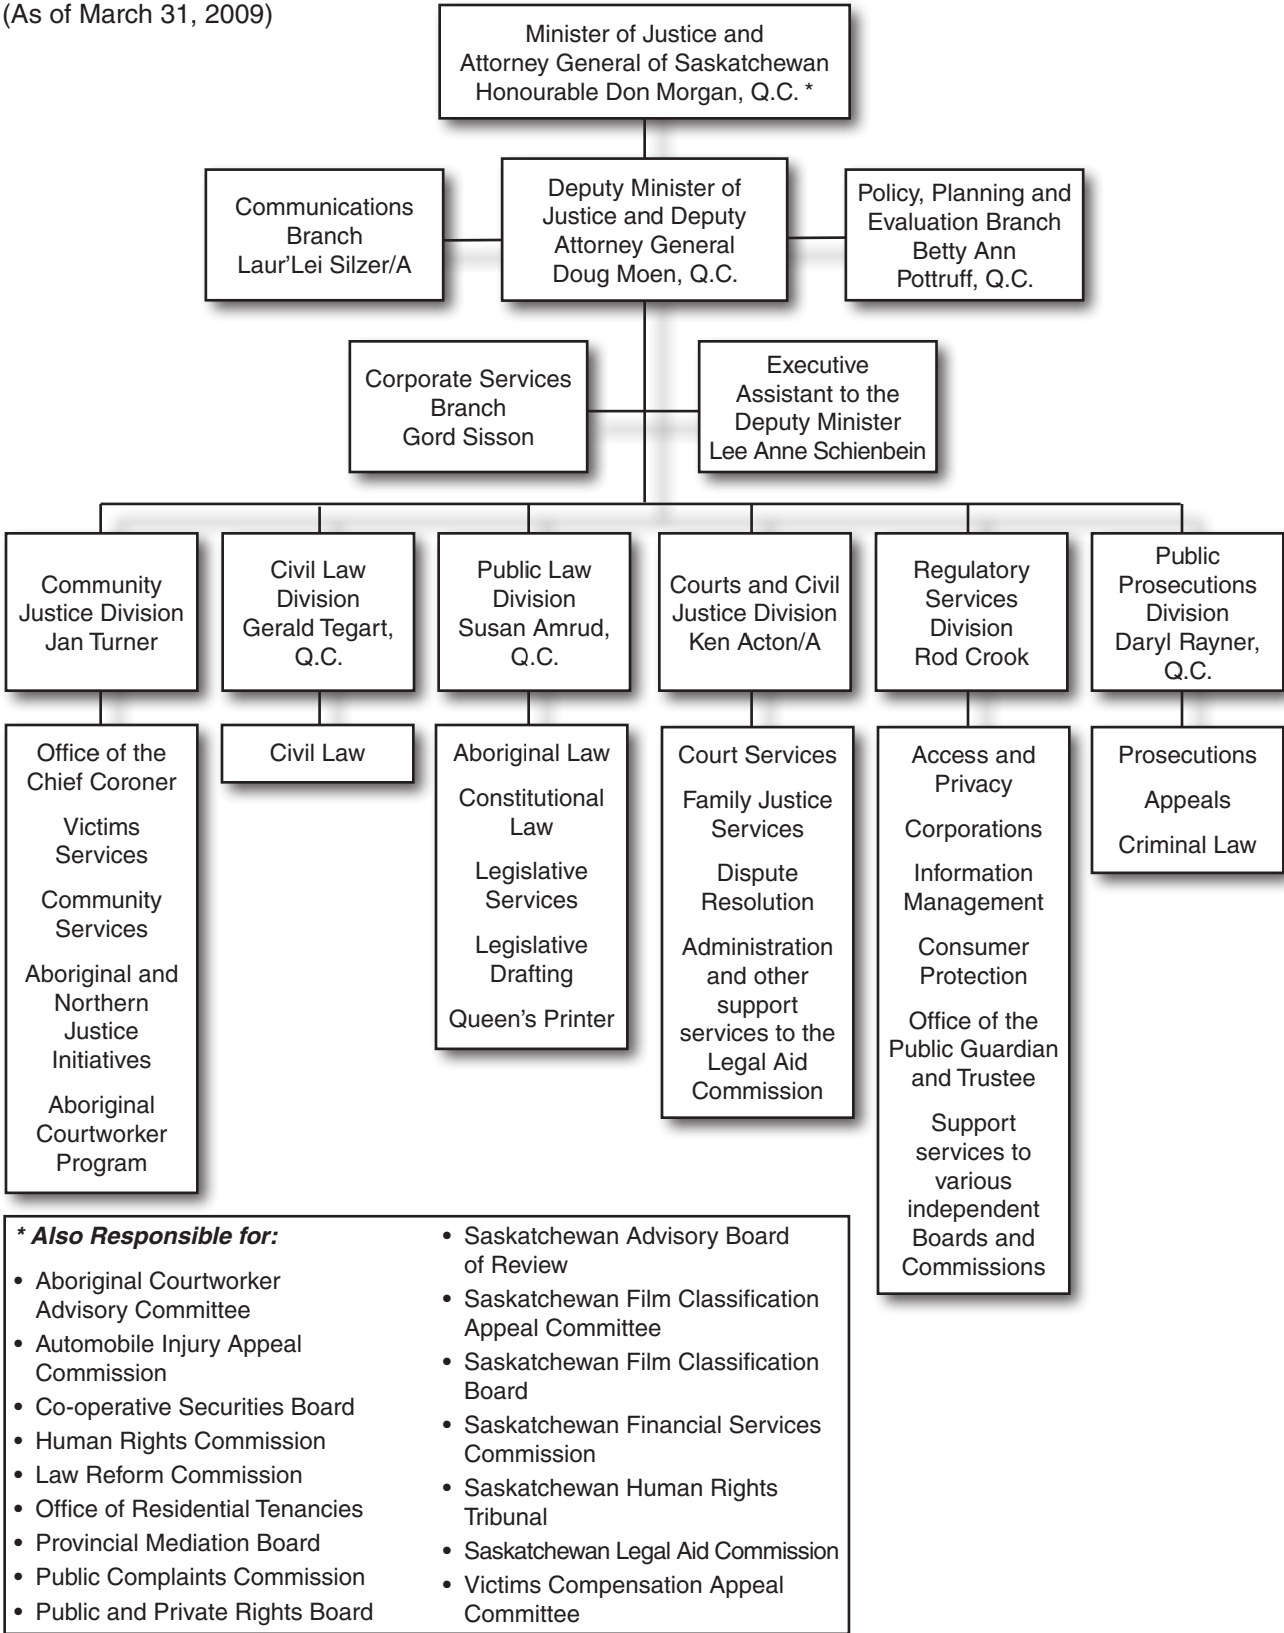 (As of March 31, 2009)
Minister of Justice and
Attorney General of Saskatchewan
Honourable Don Morgan, Q.C. *
Communications
Branch
Laur’Lei Silzer/A
Deputy Minister of
Justice and Deputy
Attorney General
Doug Moen, Q.C.
Policy, Planning and
Evaluation Branch
Betty Ann
Pottruff, Q.C.
Corporate Services
Branch
Gord Sisson
Executive
Assistant to the
Deputy Minister
Lee Anne Schienbein
Community
Justice Division
Jan Turner
Civil Law
Division
Gerald Tegart,
Q.C.
Public Law
Division
Susan Amrud,
Q.C.
Courts and Civil
Justice Division
Ken Acton/A
Regulatory
Services
Division
Rod Crook
Public
Prosecutions
Division
Daryl Rayner,
Q.C.
Office of the
Chief Coroner
Victims
Services
Community
Services
Aboriginal and
Northern
Justice
Initiatives
Aboriginal
Courtworker
Program
Civil Law
Aboriginal Law
Constitutional
Law
Legislative
Services
Legislative
Drafting
Queen’s Printer
Court Services
Family Justice
Services
Dispute
Resolution
Administration
and other
support
services to the
Legal Aid
Commission
Access and
Privacy
Corporations
Information
Management
Consumer
Protection
Office of the
Public Guardian
and Trustee
Support
services to
various
independent
Boards and
Commissions
Prosecutions
Appeals
Criminal Law
* Also Responsible for:
• Aboriginal Courtworker
Advisory Committee
• Automobile Injury Appeal
Commission
• Co-operative Securities Board
• Human Rights Commission
• Law Reform Commission
• Office of Residential Tenancies
• Provincial Mediation Board
• Public Complaints Commission
• Public and Private Rights Board
• Saskatchewan Advisory Board
of Review
• Saskatchewan Film Classification
Appeal Committee
• Saskatchewan Film Classification
Board
• Saskatchewan Financial Services
Commission
• Saskatchewan Human Rights
Tribunal
• Saskatchewan Legal Aid Commission
• Victims Compensation Appeal
Committee